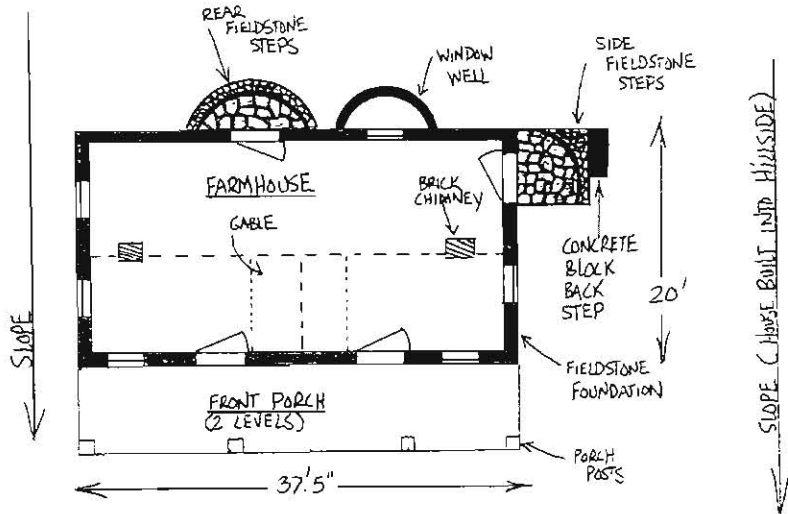 REAR
FIELDSTONE
STEPS
WINDOW
WELL
SIDE
FIELDSTONE
STEPS
FARMHOUSE
BRICK
CHIMNEY
GABLE
CONCRETE
BLOCK
BACK
STEP
20'
SLOPE
SLOPE (HOUSE BUILT INTO HILLSIDE)
FIELDSTONE
FOUNDATION
FRONT PORCH
(2 LEVELS)
PORCH
POSTS
37.'5"